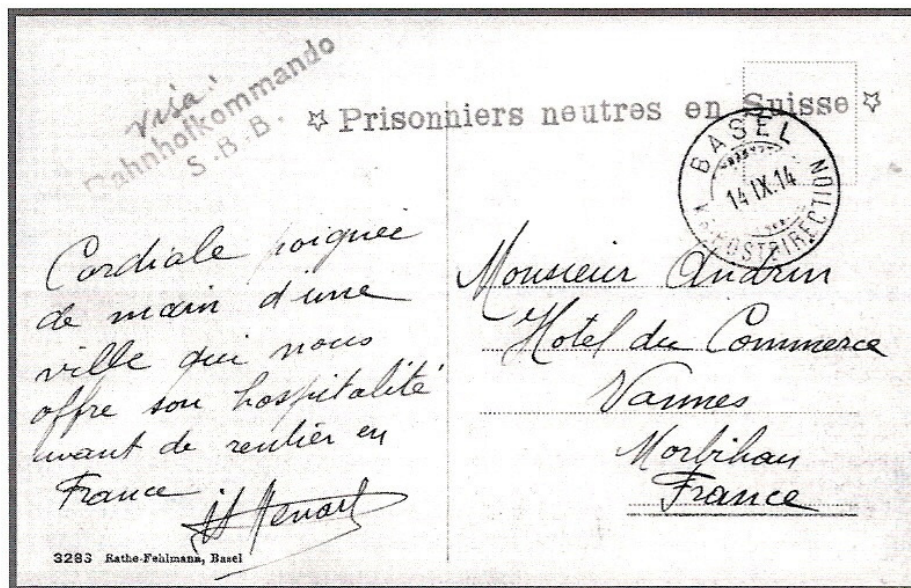 Visa:
Bahnhofkommando
S.B.B.
☆ Prisonniers neutres en Suisse ☆
BASEL
14.IX.14
POSTDIRECTION
Cordiale poignée
de main d'une
ville qui nous
offre son hospitalité
avant de rentrer en
France
Monsieur
Hotel du Commerce
Vannes
Morbihan
France
3283 Rathe-Fehlmann, Basel